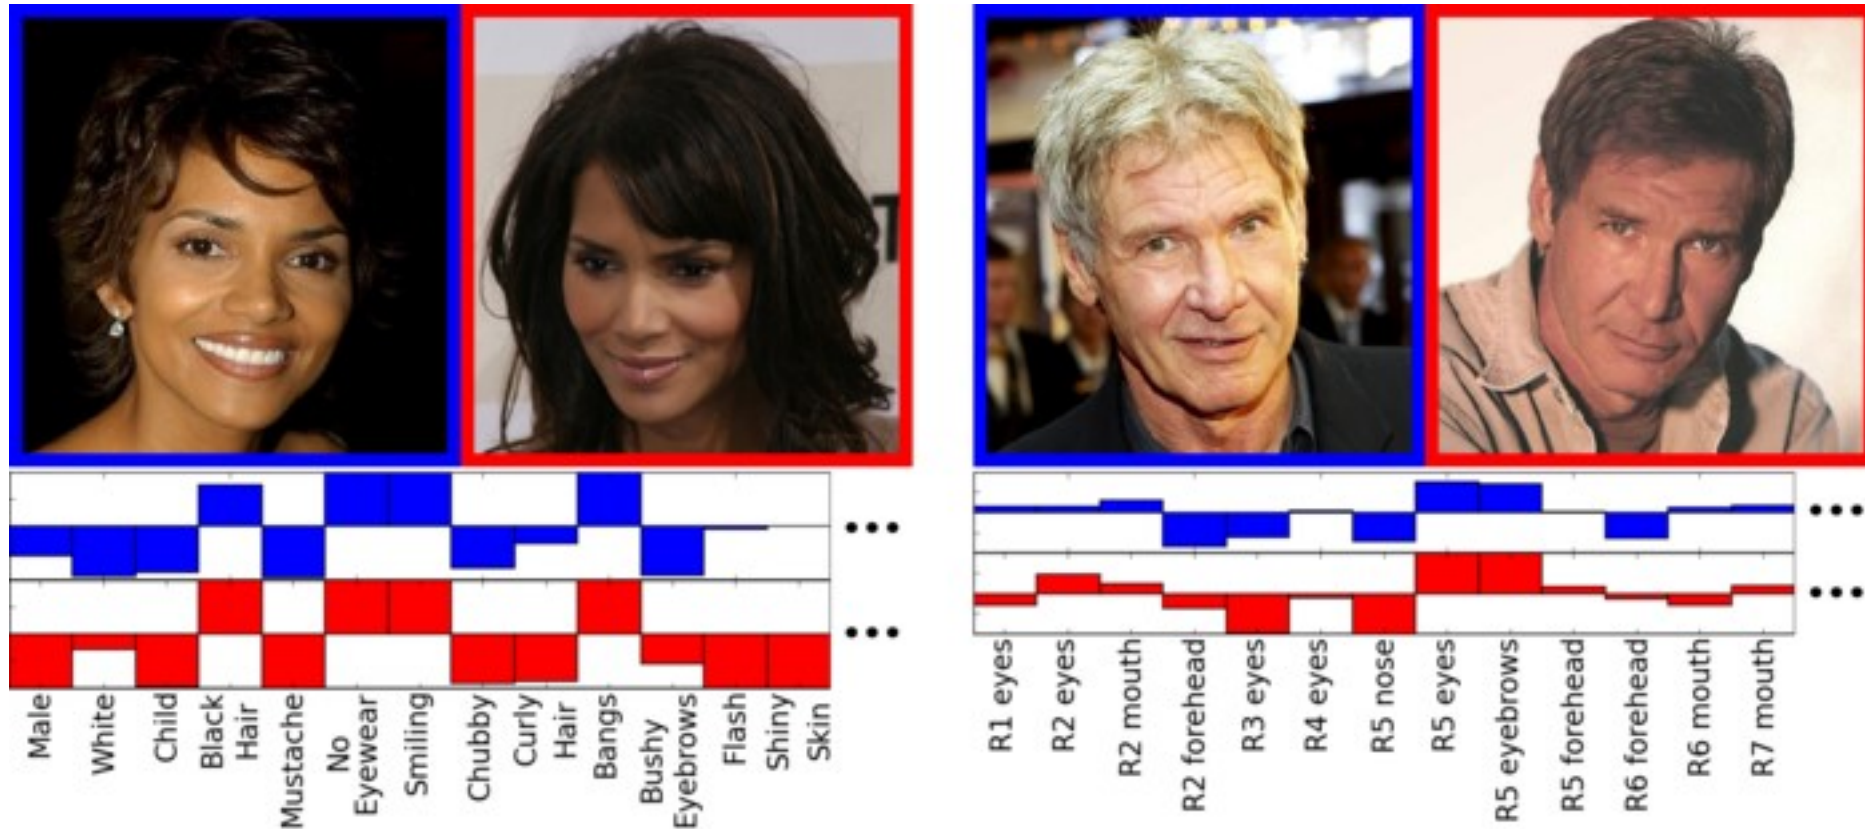 Male
White
Child
Black
Hair
Mustache
No
Eyewear
Smiling
Chubby
Curly
Hair
Bangs
Bushy
Eyebrows
Flash
Shiny
Skin
R1 eyes
R2 eyes
R2 mouth
R2 forehead
R3 eyes
R4 eyes
R5 nose
R5 eyes
R5 eyebrows
R5 forehead
R6 forehead
R6 mouth
R7 mouth